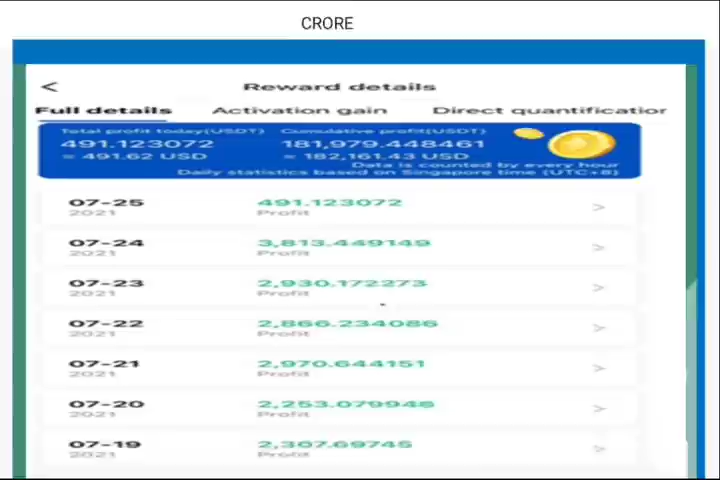 CRORE
<
Reward details
Full details Activation gain Direct quantification
Total profit today(USDT) Cumulative profit(USDT)
491.123072 181,979.448461
≈ 491.62 USD ≈ 182,161.43 USD
Data is counted by every hour
Daily statistics based on Singapore time (UTC+8)
07-25 491.123072 >
2021 Profit
07-24 3,813.449149 >
2021 Profit
07-23 2,930.172273 >
2021 Profit
07-22 2,866.234086 >
2021 Profit
07-21 2,970.644151 >
2021 Profit
07-20 2,253.079948 >
2021 Profit
07-19 2,307.69745 >
2021 Profit